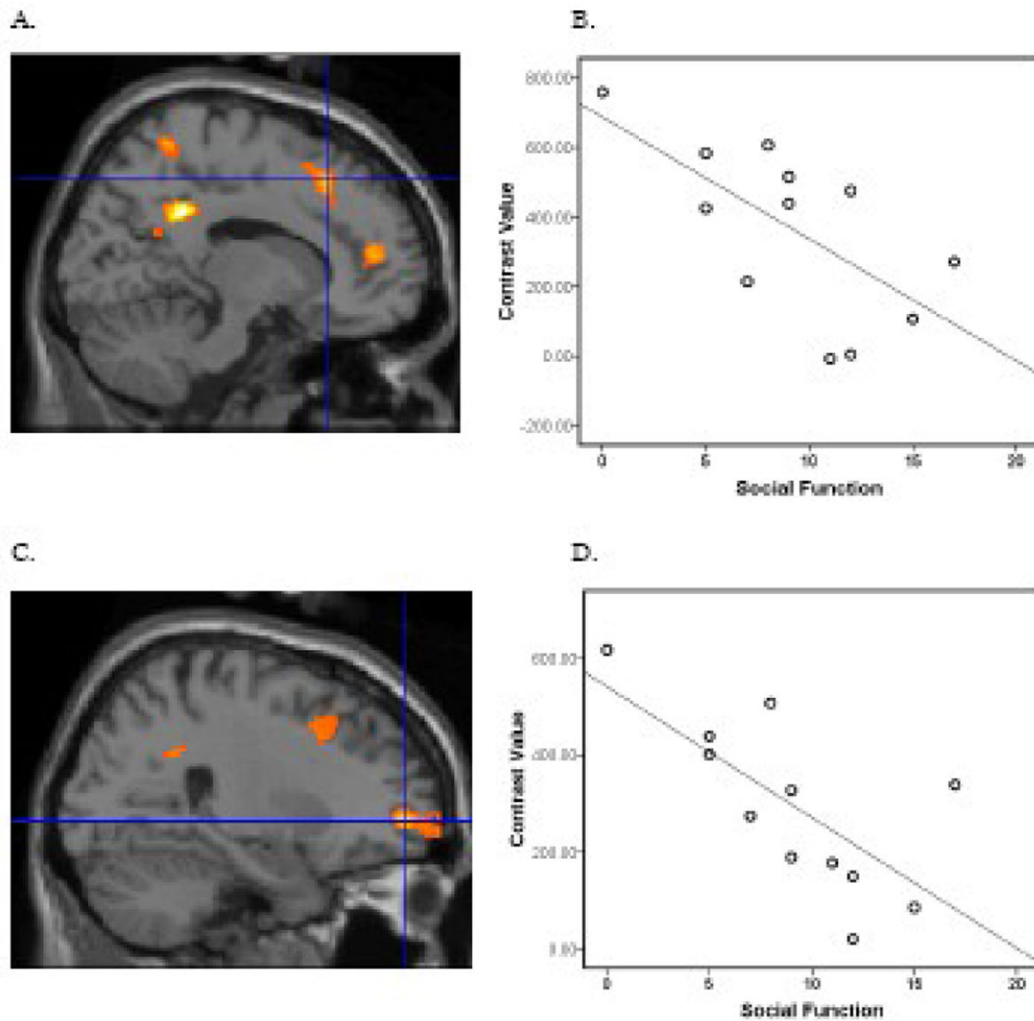 A.
B.
800.00
600.00
400.00
200.00
0.00
-200.00
Contrast Value
0 5 10 15 20
Social Function
C.
D.
600.00
400.00
200.00
0.00
Contrast Value
0 5 10 15 20
Social Function